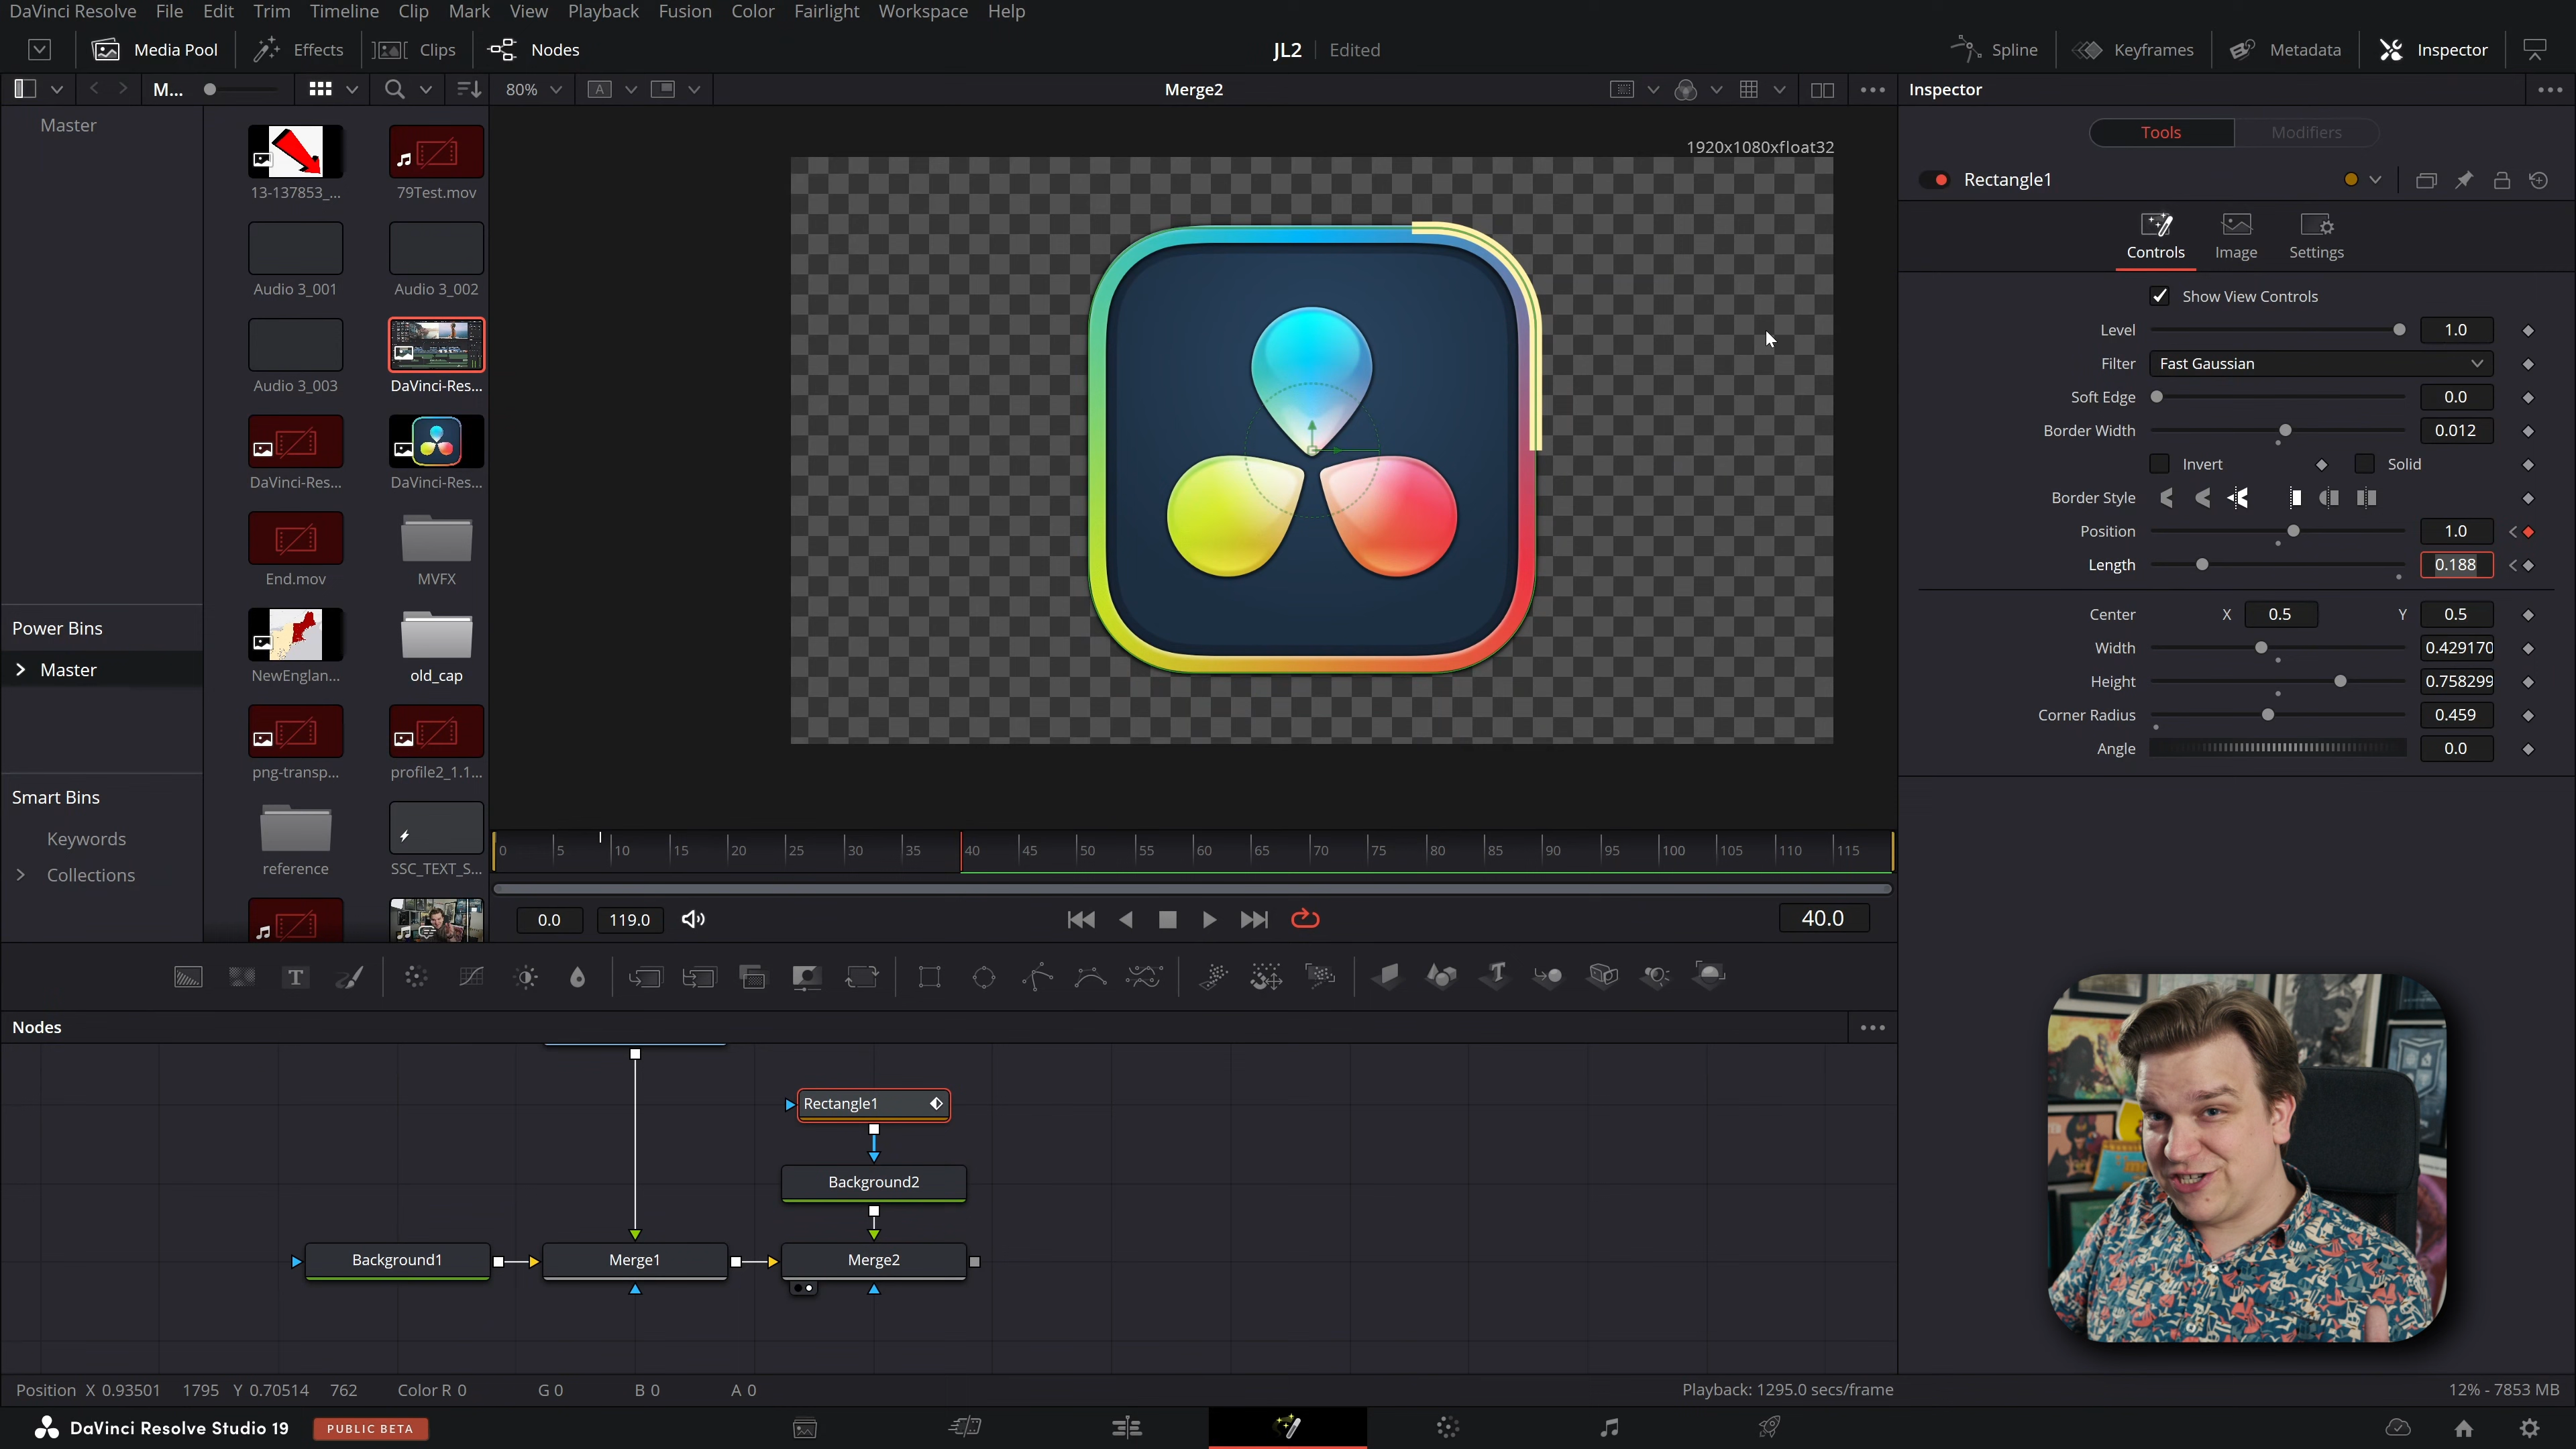 DaVinci Resolve File Edit Trim Timeline Clip Mark View Playback Fusion Color Fairlight Workspace Help
Media Pool Effects Clips Nodes JL2 Edited Spline Keyframes Metadata Inspector
M... 80% A Merge2 Inspector
Master
13-137853_... 79Test.mov
Audio 3_001 Audio 3_002
Audio 3_003 DaVinci-Res...
DaVinci-Res... DaVinci-Res...
End.mov MVFX
NewEnglan... old_cap
png-transp... profile2_1.1...
reference SSC_TEXT_S...
Power Bins
Master
Smart Bins
Keywords
Collections
1920x1080xfloat32
Tools Modifiers
Rectangle1
Controls Image Settings
Show View Controls
Level 1.0
Filter Fast Gaussian
Soft Edge 0.0
Border Width 0.012
Invert Solid
Border Style
Position 1.0
Length 0.188
Center X 0.5 Y 0.5
Width 0.429170
Height 0.758299
Corner Radius 0.459
Angle 0.0
0 5 10 15 20 25 30 35 40 45 50 55 60 65 70 75 80 85 90 95 100 105 110 115
0.0 119.0 40.0
T
Nodes
Rectangle1
Background2
Background1 Merge1 Merge2
Position X 0.93501 1795 Y 0.70514 762 Color R 0 G 0 B 0 A 0 Playback: 1295.0 secs/frame 12% - 7853 MB
DaVinci Resolve Studio 19 PUBLIC BETA